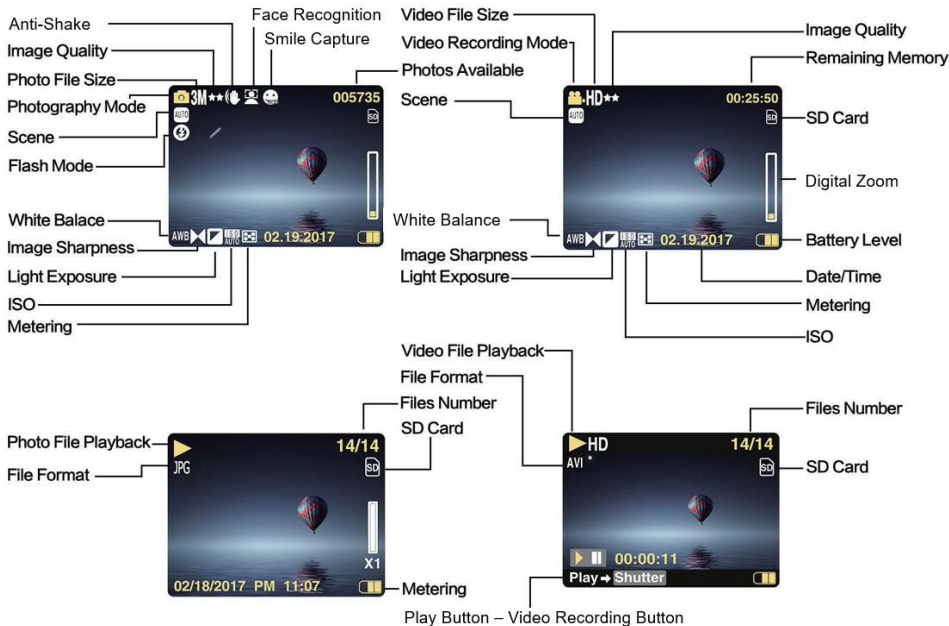 Anti-Shake
Face Recognition
Smile Capture
Image Quality
Photo File Size
Photos Available
Photography Mode
Scene
Flash Mode
3M
005735
AUTO
SD
White Balace
AWB
ISO
AUTO
02.19.2017
Image Sharpness
Light Exposure
ISO
Metering
Video File Size
Image Quality
Video Recording Mode
Remaining Memory
Scene
HD
00:25:50
AUTO
SD
SD Card
Digital Zoom
White Balance
AWB
ISO
AUTO
02.19.2017
Battery Level
Image Sharpness
Light Exposure
Date/Time
Metering
ISO
Files Number
SD Card
Photo File Playback
14/14
File Format
JPG
SD
X1
02/18/2017 PM 11:07
Metering
Video File Playback
File Format
Files Number
HD
14/14
AVI
SD
SD Card
00:00:11
Play Shutter
Play Button – Video Recording Button